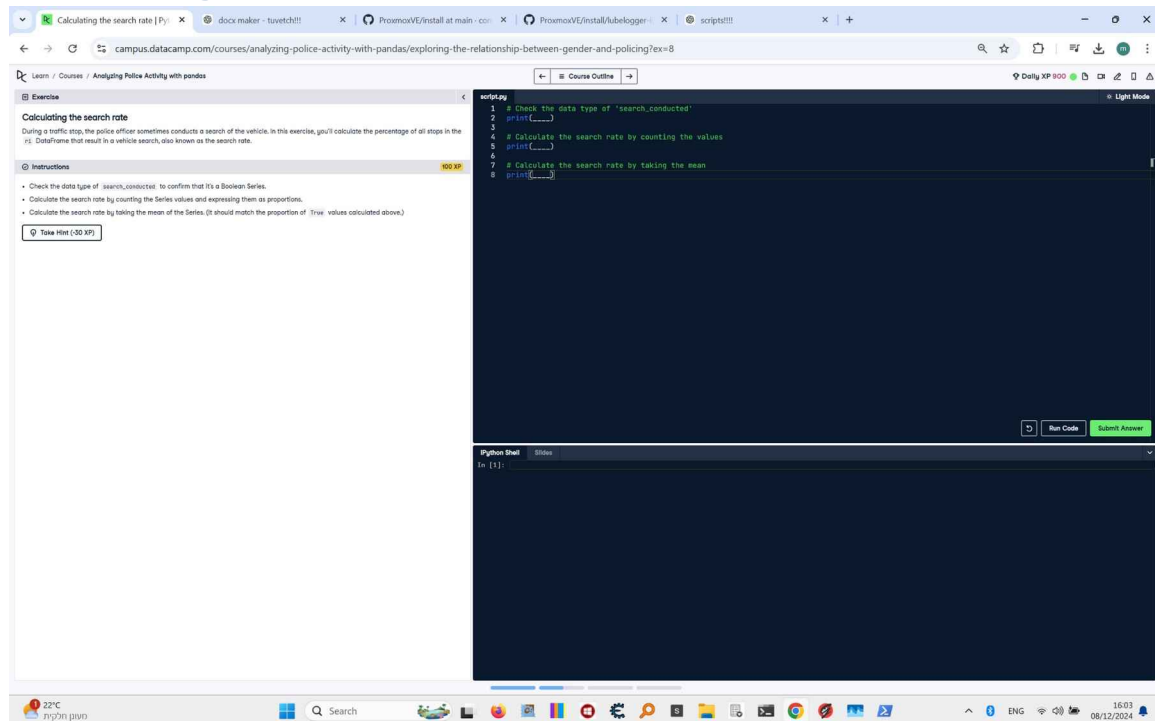 Calculating the search rate | Py
docx maker - tuvetch!!!
ProxmoxVE/install at main · com
ProxmoxVE/install/lubelogger-i
scripts!!!!
campus.datacamp.com/courses/analyzing-police-activity-with-pandas/exploring-the-relationship-between-gender-and-policing?ex=8
Learn / Courses / Analyzing Police Activity with pandas
Course Outline
Daily XP 900
Exercise
Calculating the search rate
During a traffic stop, the police officer sometimes conducts a search of the vehicle. In this exercise, you'll calculate the percentage of all stops in the
ri DataFrame that result in a vehicle search, also known as the search rate.
Instructions
100 XP
• Check the data type of search_conducted to confirm that it's a Boolean Series.
• Calculate the search rate by counting the Series values and expressing them as proportions.
• Calculate the search rate by taking the mean of the Series. (It should match the proportion of True values calculated above.)
Take Hint (-30 XP)
script.py
Light Mode
1 # Check the data type of 'search_conducted'
2 print(____)
3
4 # Calculate the search rate by counting the values
5 print(____)
6
7 # Calculate the search rate by taking the mean
8 print(____)
Run Code
Submit Answer
IPython Shell
Slides
In [1]:
1
22°C
מעונן חלקית
Search
ENG
16:03
08/12/2024